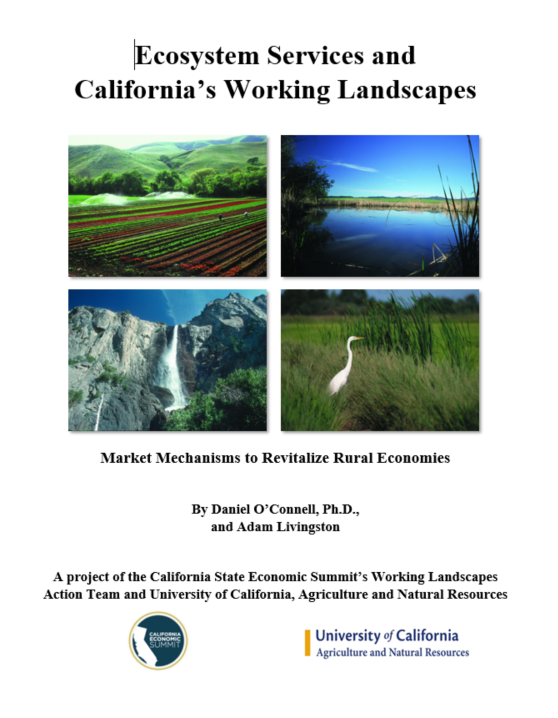 Ecosystem Services and
California’s Working Landscapes
Market Mechanisms to Revitalize Rural Economies
By Daniel O’Connell, Ph.D.,
and Adam Livingston
A project of the California State Economic Summit’s Working Landscapes
Action Team and University of California, Agriculture and Natural Resources
CALIFORNIA
ECONOMIC
SUMMIT
University of California
Agriculture and Natural Resources